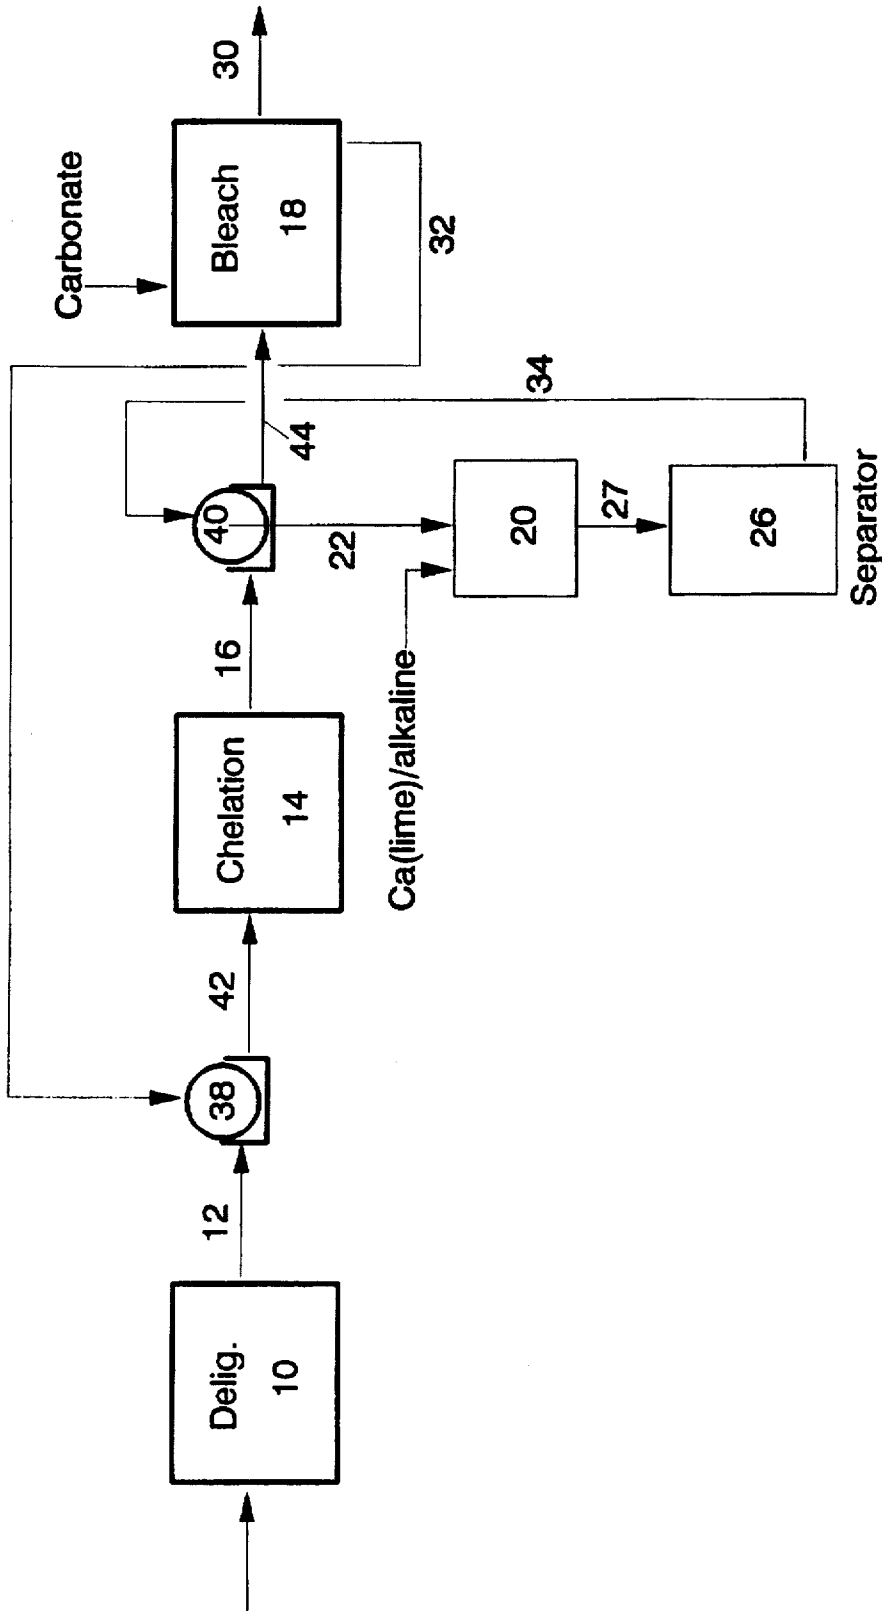 Delig.
10
12
38
42
Chelation
14
16
40
44
Carbonate
Bleach
18
30
32
34
22
Ca(lime)/alkaline
20
27
26
Separator